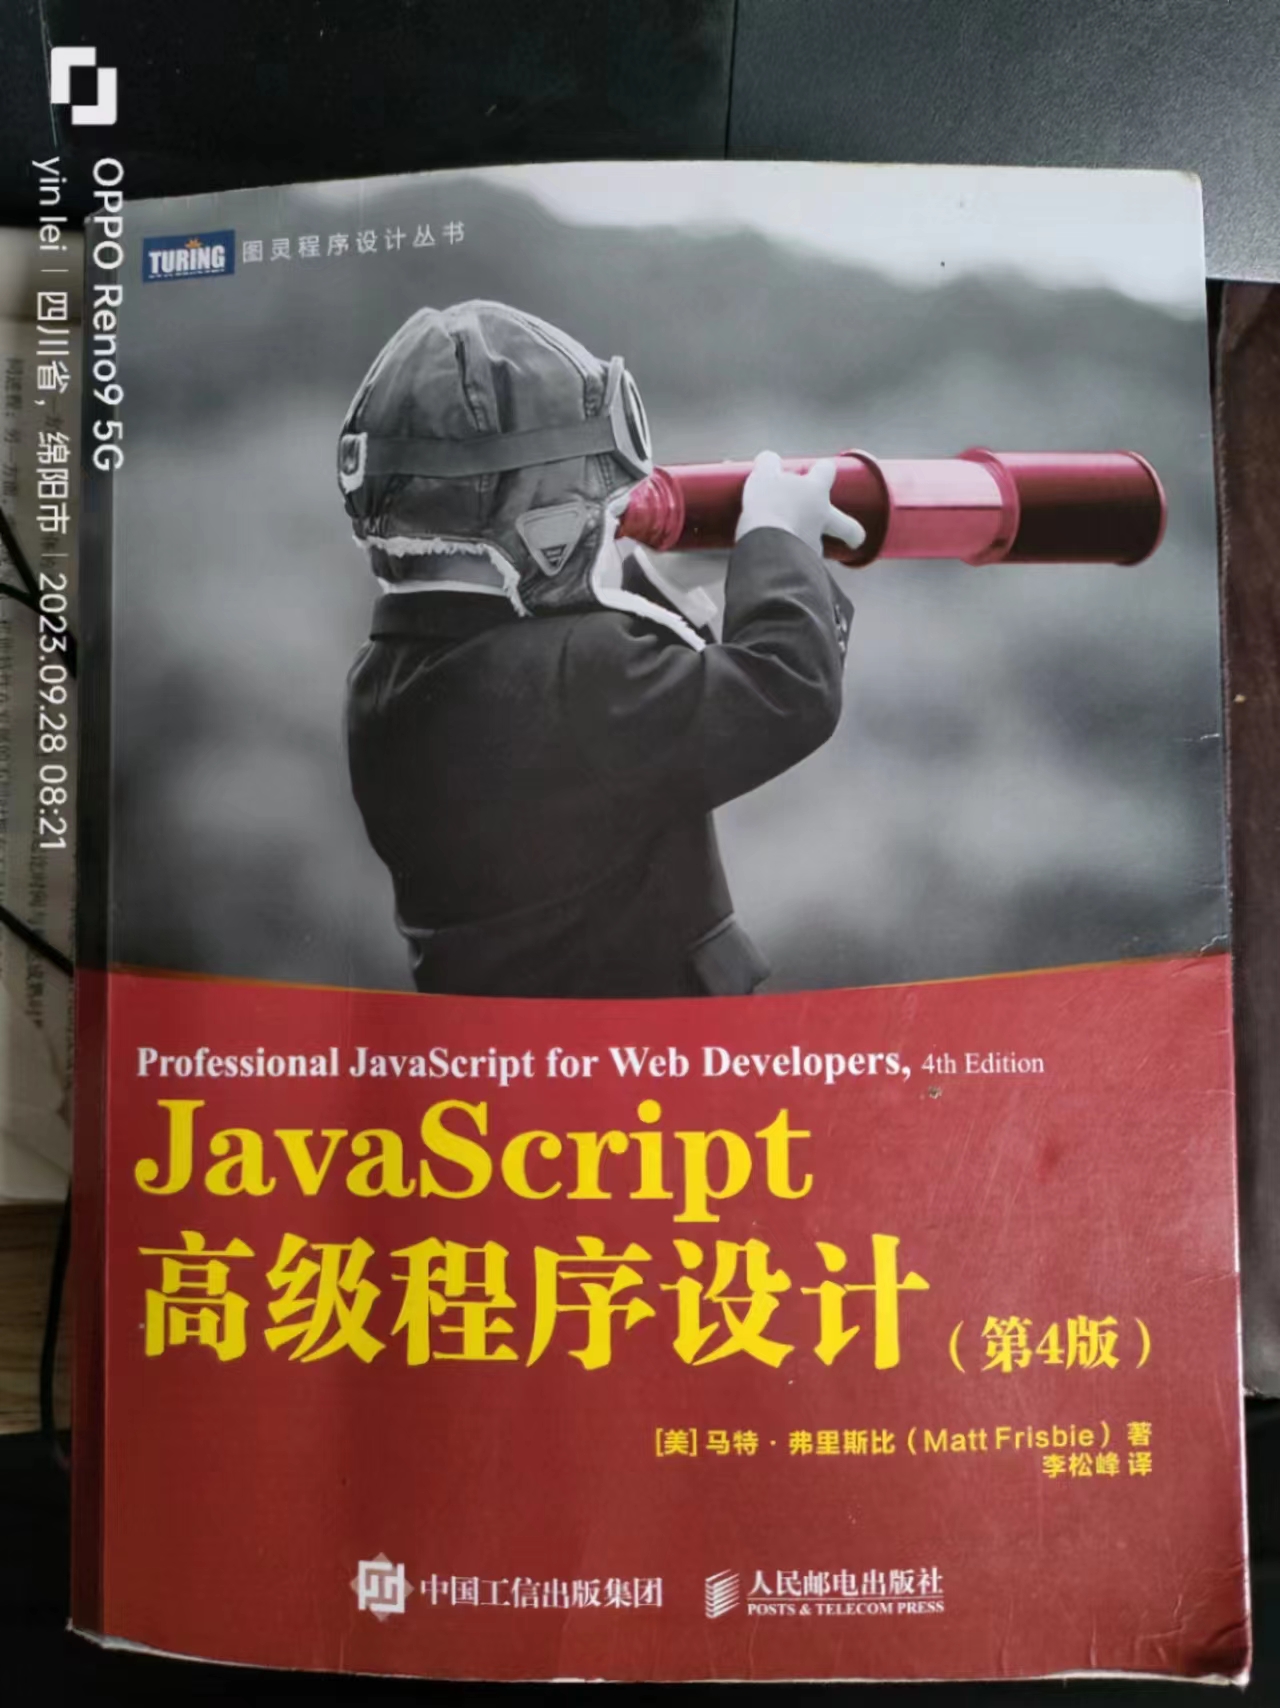 OPPO Reno9 5G
yin lei | 四川省，绵阳市 | 2023.09.28 08:21
TURING 图灵程序设计丛书
Professional JavaScript for Web Developers, 4th Edition
JavaScript
高级程序设计（第4版）
[美] 马特·弗里斯比（Matt Frisbie）著
李松峰 译
中国工信出版集团
人民邮电出版社
POSTS & TELECOM PRESS